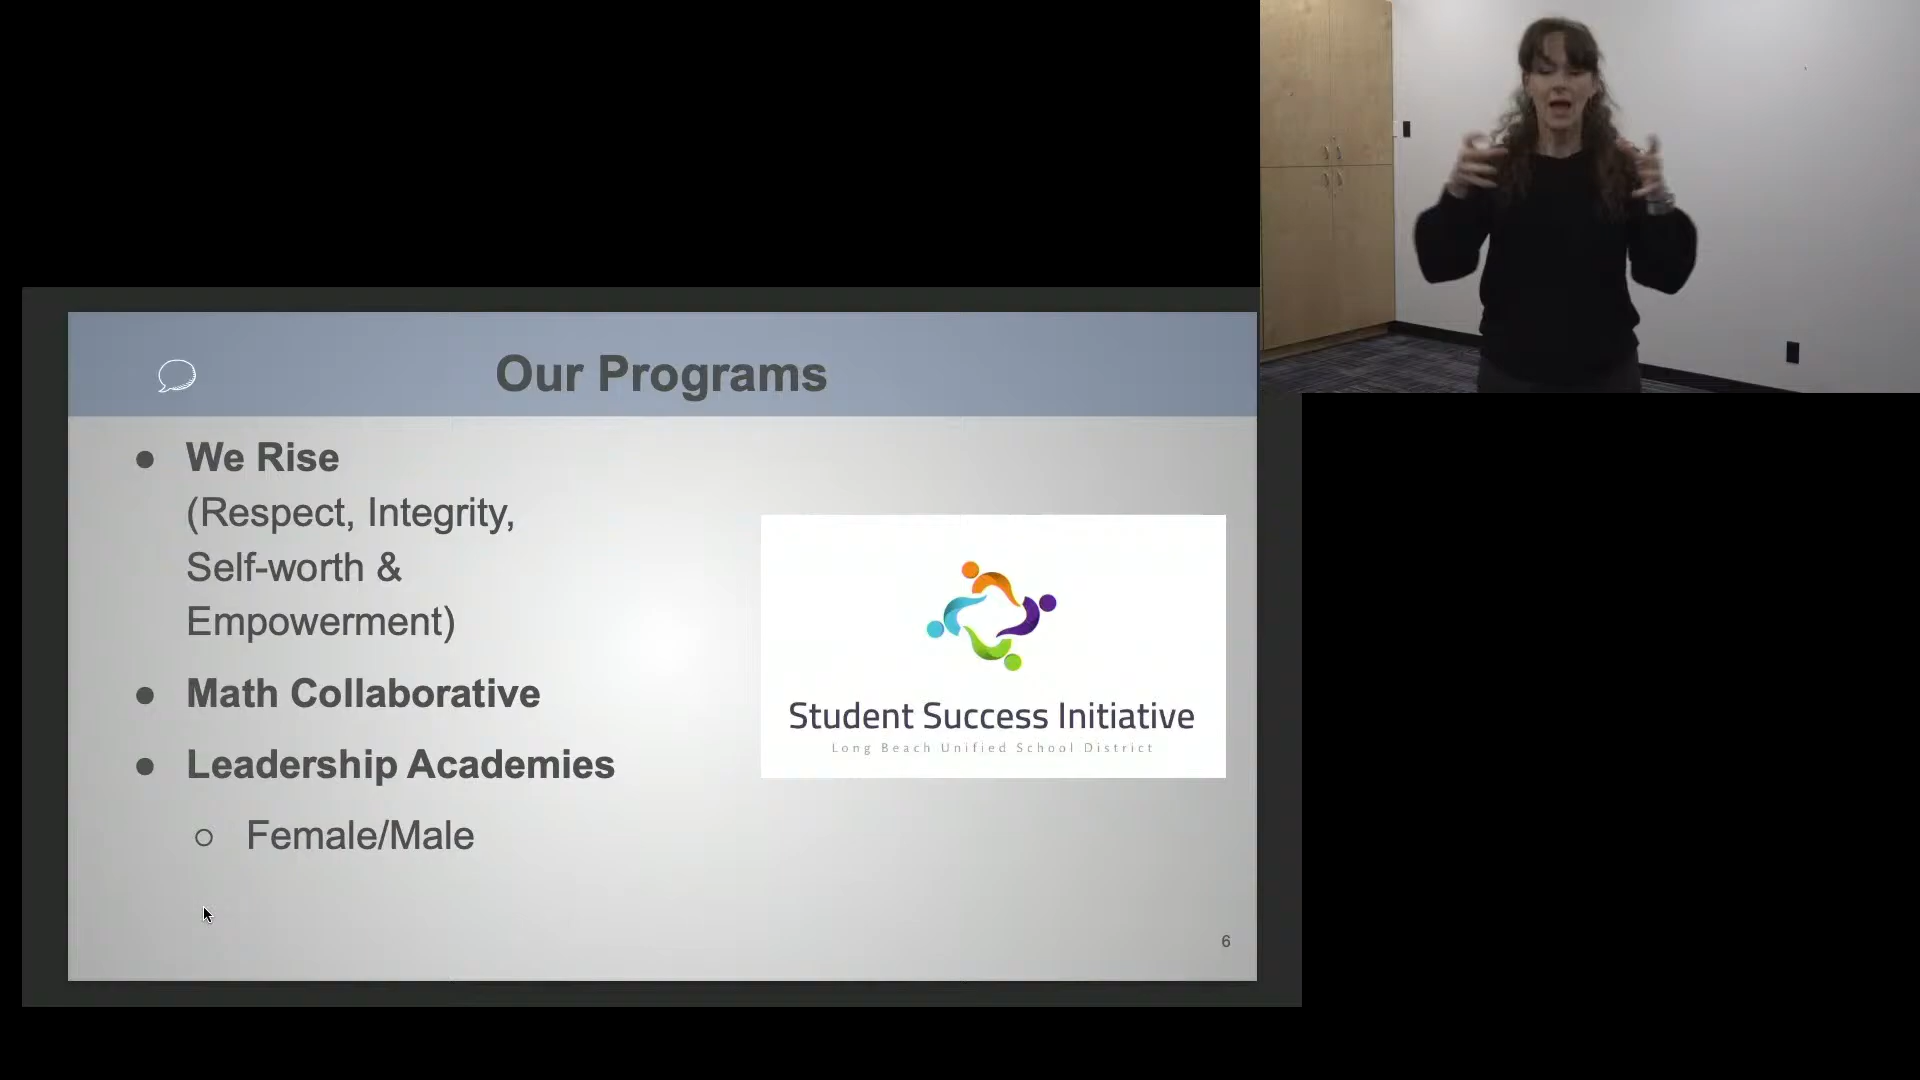 Our Programs
● We Rise
(Respect, Integrity,
Self-worth &
Empowerment)
● Math Collaborative
● Leadership Academies
○ Female/Male
Student Success Initiative
Long Beach Unified School District
6